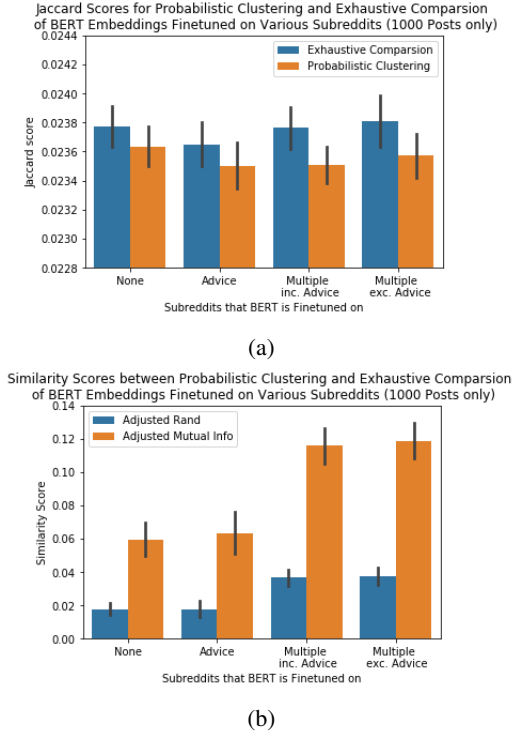 Jaccard Scores for Probabilistic Clustering and Exhaustive Comparsion
of BERT Embeddings Finetuned on Various Subreddits (1000 Posts only)
0.0244
0.0242
0.0240
0.0238
0.0236
0.0234
0.0232
0.0230
0.0228
Jaccard score
Exhaustive Comparsion
Probabilistic Clustering
None
Advice
Multiple
inc. Advice
Multiple
exc. Advice
Subreddits that BERT is Finetuned on
(a)
Similarity Scores between Probabilistic Clustering and Exhaustive Comparsion
of BERT Embeddings Finetuned on Various Subreddits (1000 Posts only)
0.14
0.12
0.10
0.08
0.06
0.04
0.02
0.00
Similarity Score
Adjusted Rand
Adjusted Mutual Info
None
Advice
Multiple
inc. Advice
Multiple
exc. Advice
Subreddits that BERT is Finetuned on
(b)